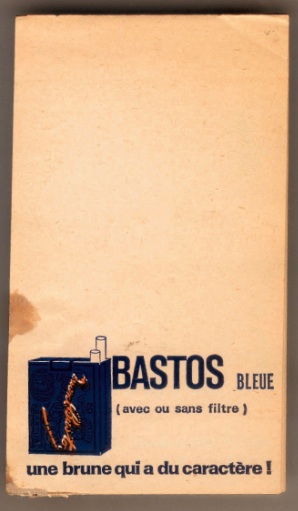 BASTOS BLEUE
(avec ou sans filtre)
une brune qui a du caractère !